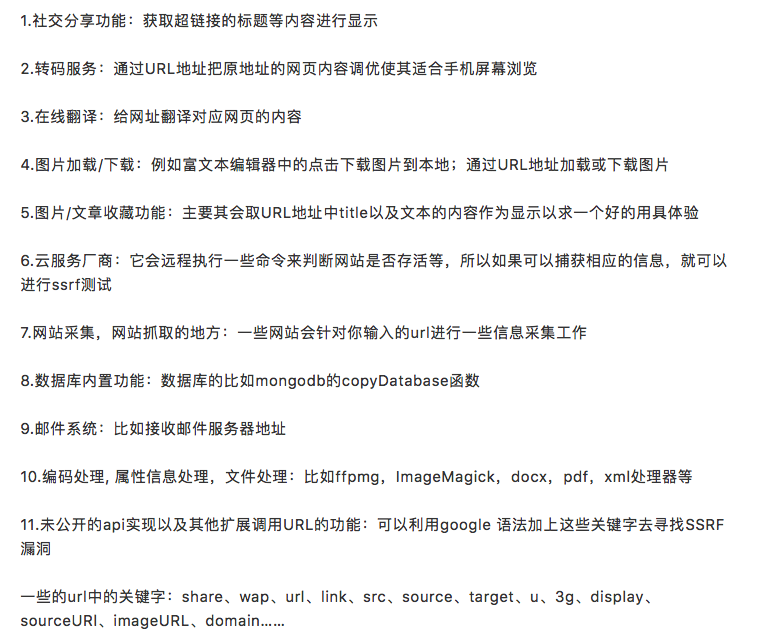 1.社交分享功能：获取超链接的标题等内容进行显示
2.转码服务：通过URL地址把原地址的网页内容调优使其适合手机屏幕浏览
3.在线翻译：给网址翻译对应网页的内容
4.图片加载/下载：例如富文本编辑器中的点击下载图片到本地；通过URL地址加载或下载图片
5.图片/文章收藏功能：主要其会取URL地址中title以及文本的内容作为显示以求一个好的用具体验
6.云服务厂商：它会远程执行一些命令来判断网站是否存活等，所以如果可以捕获相应的信息，就可以
进行ssrf测试
7.网站采集，网站抓取的地方：一些网站会针对你输入的url进行一些信息采集工作
8.数据库内置功能：数据库的比如mongodb的copyDatabase函数
9.邮件系统：比如接收邮件服务器地址
10.编码处理, 属性信息处理，文件处理：比如ffpmg，ImageMagick，docx，pdf，xml处理器等
11.未公开的api实现以及其他扩展调用URL的功能：可以利用google 语法加上这些关键字去寻找SSRF
漏洞
一些的url中的关键字：share、wap、url、link、src、source、target、u、3g、display、
sourceURl、imageURL、domain……